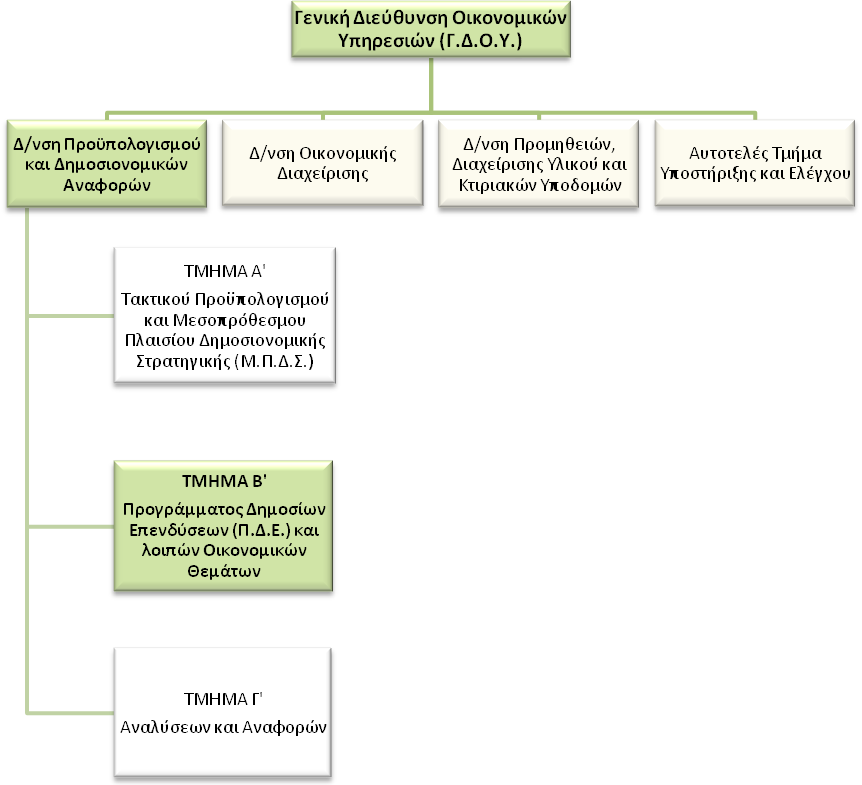 Γενική Διεύθυνση Οικονομικών
Υπηρεσιών (Γ.Δ.Ο.Υ.)
Δ/νση Προϋπολογισμού
και Δημοσιονομικών
Αναφορών
Δ/νση Οικονομικής
Διαχείρισης
Δ/νση Προμηθειών,
Διαχείρισης Υλικού και
Κτιριακών Υποδομών
Αυτοτελές Τμήμα
Υποστήριξης και Ελέγχου
ΤΜΗΜΑ Α'
Τακτικού Προϋπολογισμού
και Μεσοπρόθεσμου
Πλαισίου Δημοσιονομικής
Στρατηγικής (Μ.Π.Δ.Σ.)
ΤΜΗΜΑ Β'
Προγράμματος Δημοσίων
Επενδύσεων (Π.Δ.Ε.) και
λοιπών Οικονομικών
Θεμάτων
ΤΜΗΜΑ Γ'
Αναλύσεων και Αναφορών